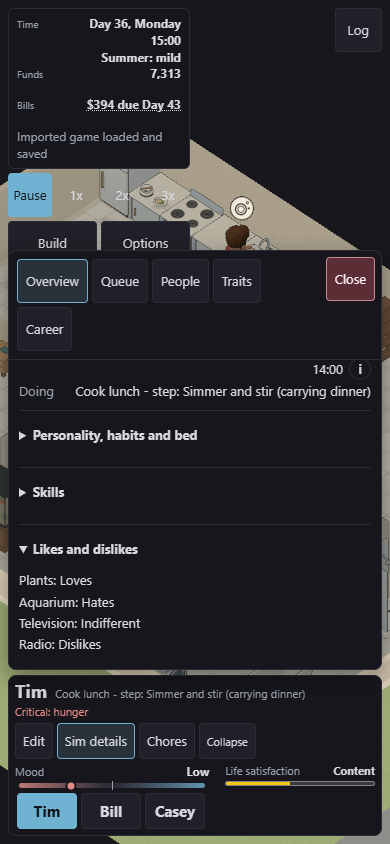 Time Day 36, Monday
15:00
Summer: mild
Funds 7,313
Bills $394 due Day 43
Imported game loaded and
saved
Log
Pause 1x 2x 3x
Build Options
Overview Queue People Traits Close
Career
14:00 i
Doing Cook lunch - step: Simmer and stir (carrying dinner)
▶ Personality, habits and bed
▶ Skills
▼ Likes and dislikes
Plants: Loves
Aquarium: Hates
Television: Indifferent
Radio: Dislikes
Tim Cook lunch - step: Simmer and stir (carrying dinner)
Critical: hunger
Edit Sim details Chores Collapse
Mood Low Life satisfaction Content
Tim Bill Casey